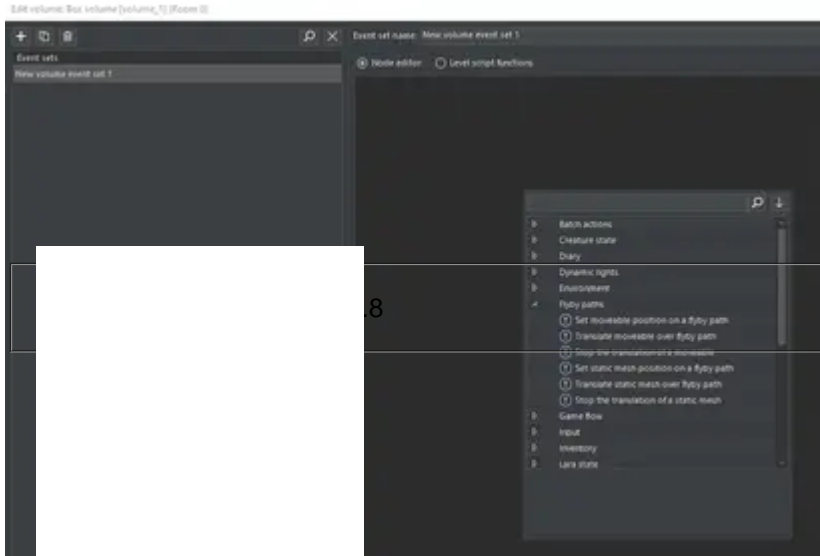 Edit volume: Box volume [volume_1] (Room 0)
Event set name: New volume event set 1
Event sets
New volume event set 1
Node editor Level script functions
Batch actions
Creature state
Diary
Dynamic lights
Environment
.8
Flyby paths
Set moveable position on a flyby path
Translate moveable over flyby path
Stop the translation of a moveable
Set static mesh position on a flyby path
Translate static mesh over flyby path
Stop the translation of a static mesh
Game flow
Input
Inventory
Lara state